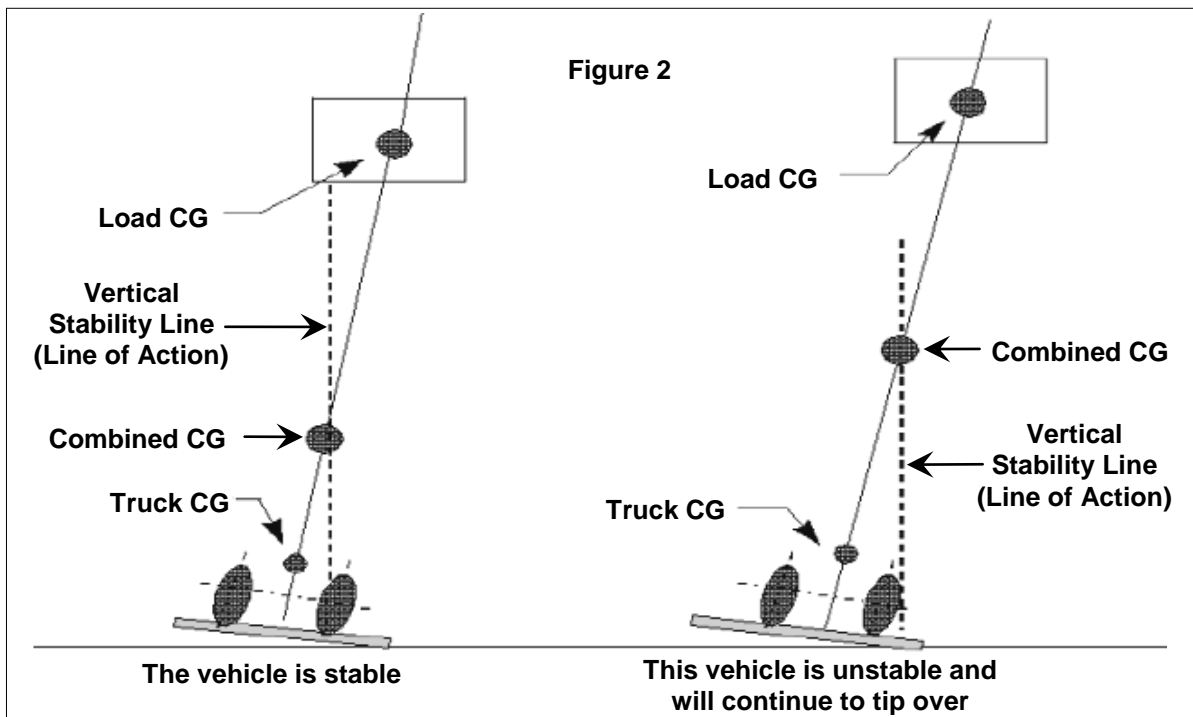 Figure 2
Load CG
Vertical
Stability Line
(Line of Action)
Combined CG
Truck CG
The vehicle is stable
Load CG
Combined CG
Vertical
Stability Line
(Line of Action)
Truck CG
This vehicle is unstable and
will continue to tip over